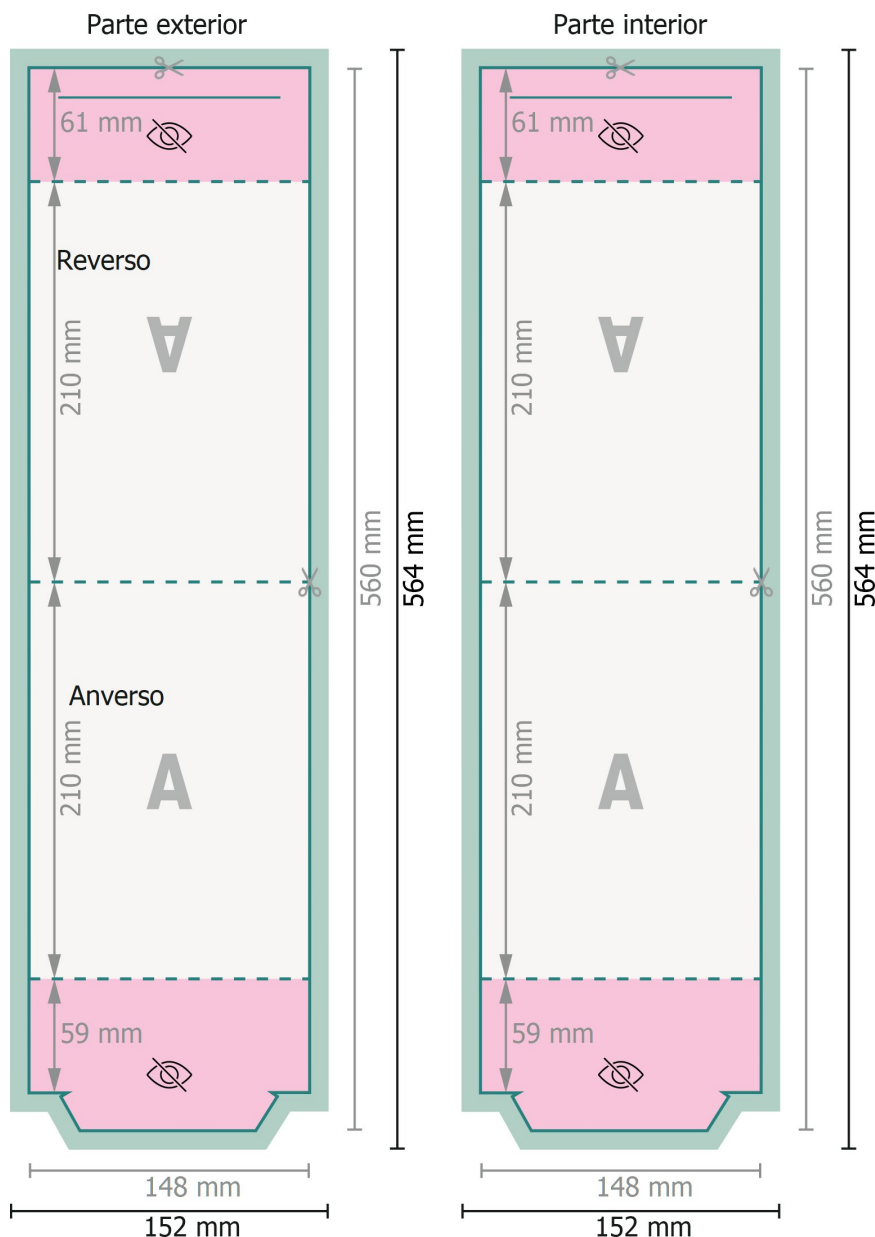 Parte exterior
61 mm
Reverso
A
210 mm
Anverso
A
210 mm
59 mm
560 mm
564 mm
148 mm
152 mm
Parte interior
61 mm
A
210 mm
A
210 mm
59 mm
560 mm
564 mm
148 mm
152 mm